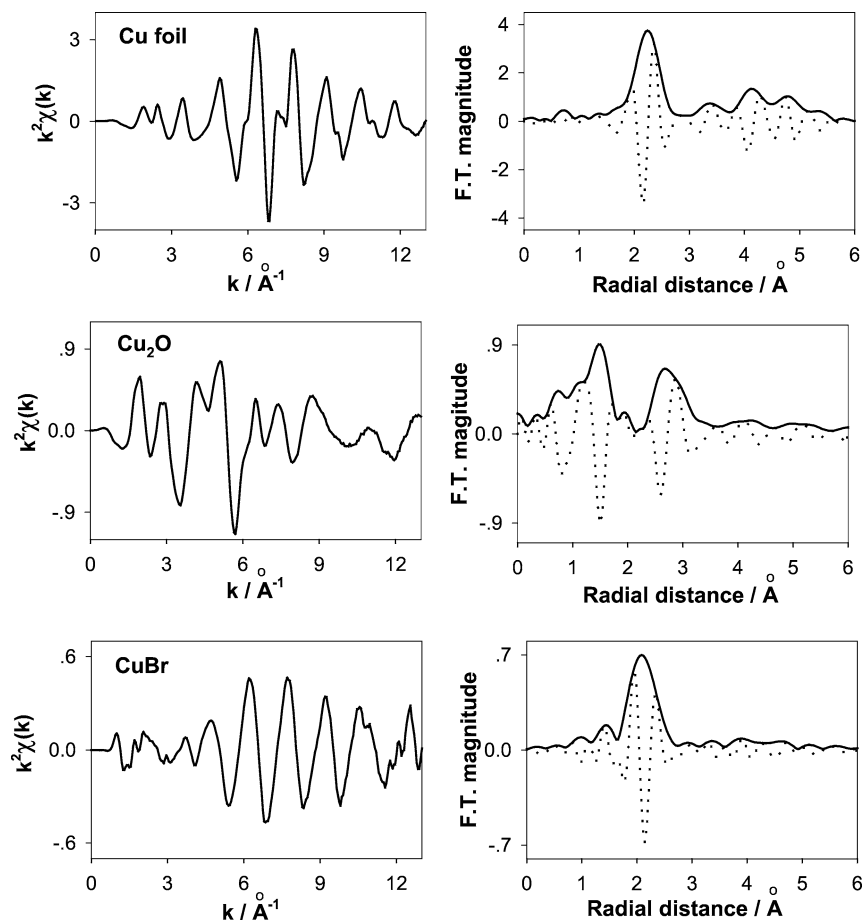 Cu foil
k²χ(k)
3
0
-3
0 3 6 9 12
k / Å⁻¹
F.T. magnitude
4
2
0
-2
-4
0 1 2 3 4 5 6
Radial distance / Å
Cu₂O
k²χ(k)
.9
0.0
-.9
0 3 6 9 12
k / Å⁻¹
F.T. magitude
.9
0.0
-.9
0 1 2 3 4 5 6
Radial distance / Å
CuBr
k²χ(k)
.6
0.0
-.6
0 3 6 9 12
k / Å⁻¹
F.T. magnitude
.7
0.0
-.7
0 1 2 3 4 5 6
Radial distance / Å